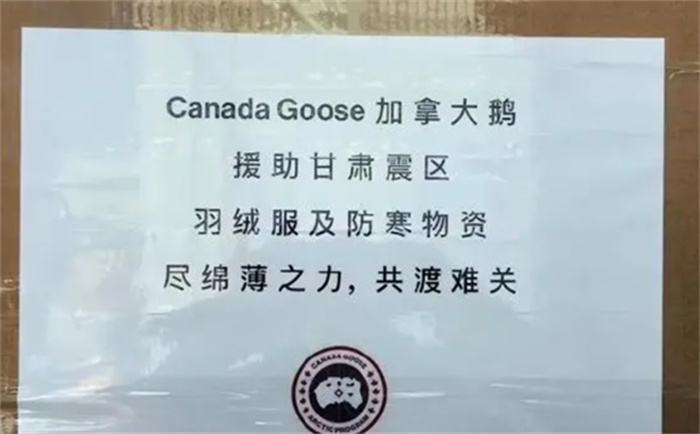 Canada Goose 加拿大鹅
援助甘肃震区
羽绒服及防寒物资
尽绵薄之力，共渡难关
CANADA GOOSE
ARCTIC PROGRAM